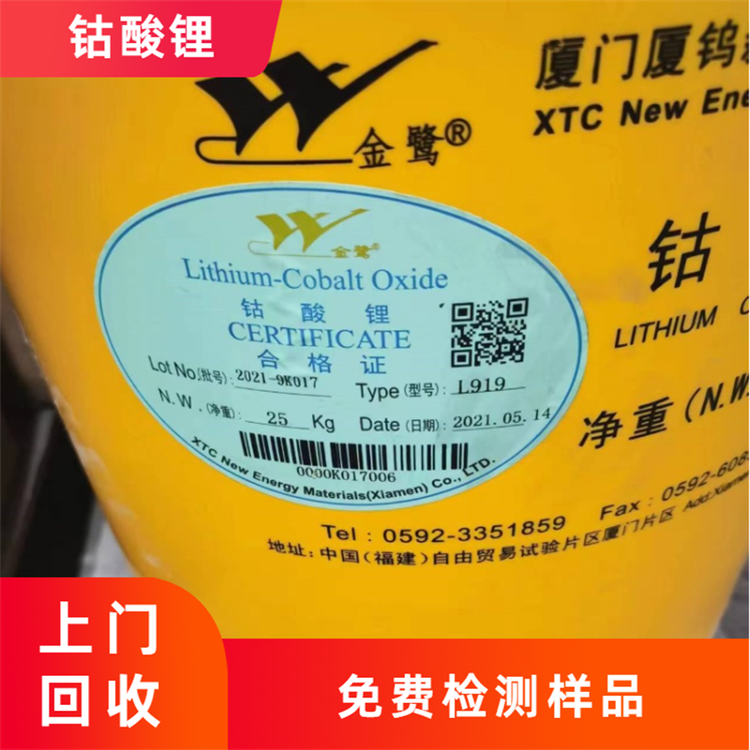 钴酸锂
金鹭®
厦门厦钨新
XTC New Ene
金鹭®
Lithium-Cobalt Oxide
钴酸锂
CERTIFICATE
合格证
Lot No.(批号): 2021-9K017
Type (型号): L919
N.W.(净重): 25 Kg
Date (日期): 2021.05.14
0000K017006
XTC New Energy Materials(Xiamen) Co., LTD.
钴
LITHIUM C
净重(N.W.
Tel : 0592-3351859
Fax : 0592-608
地址: 中国(福建)自由贸易试验片区厦门片区
Add:Xiamen
上门
回收
免费检测样品